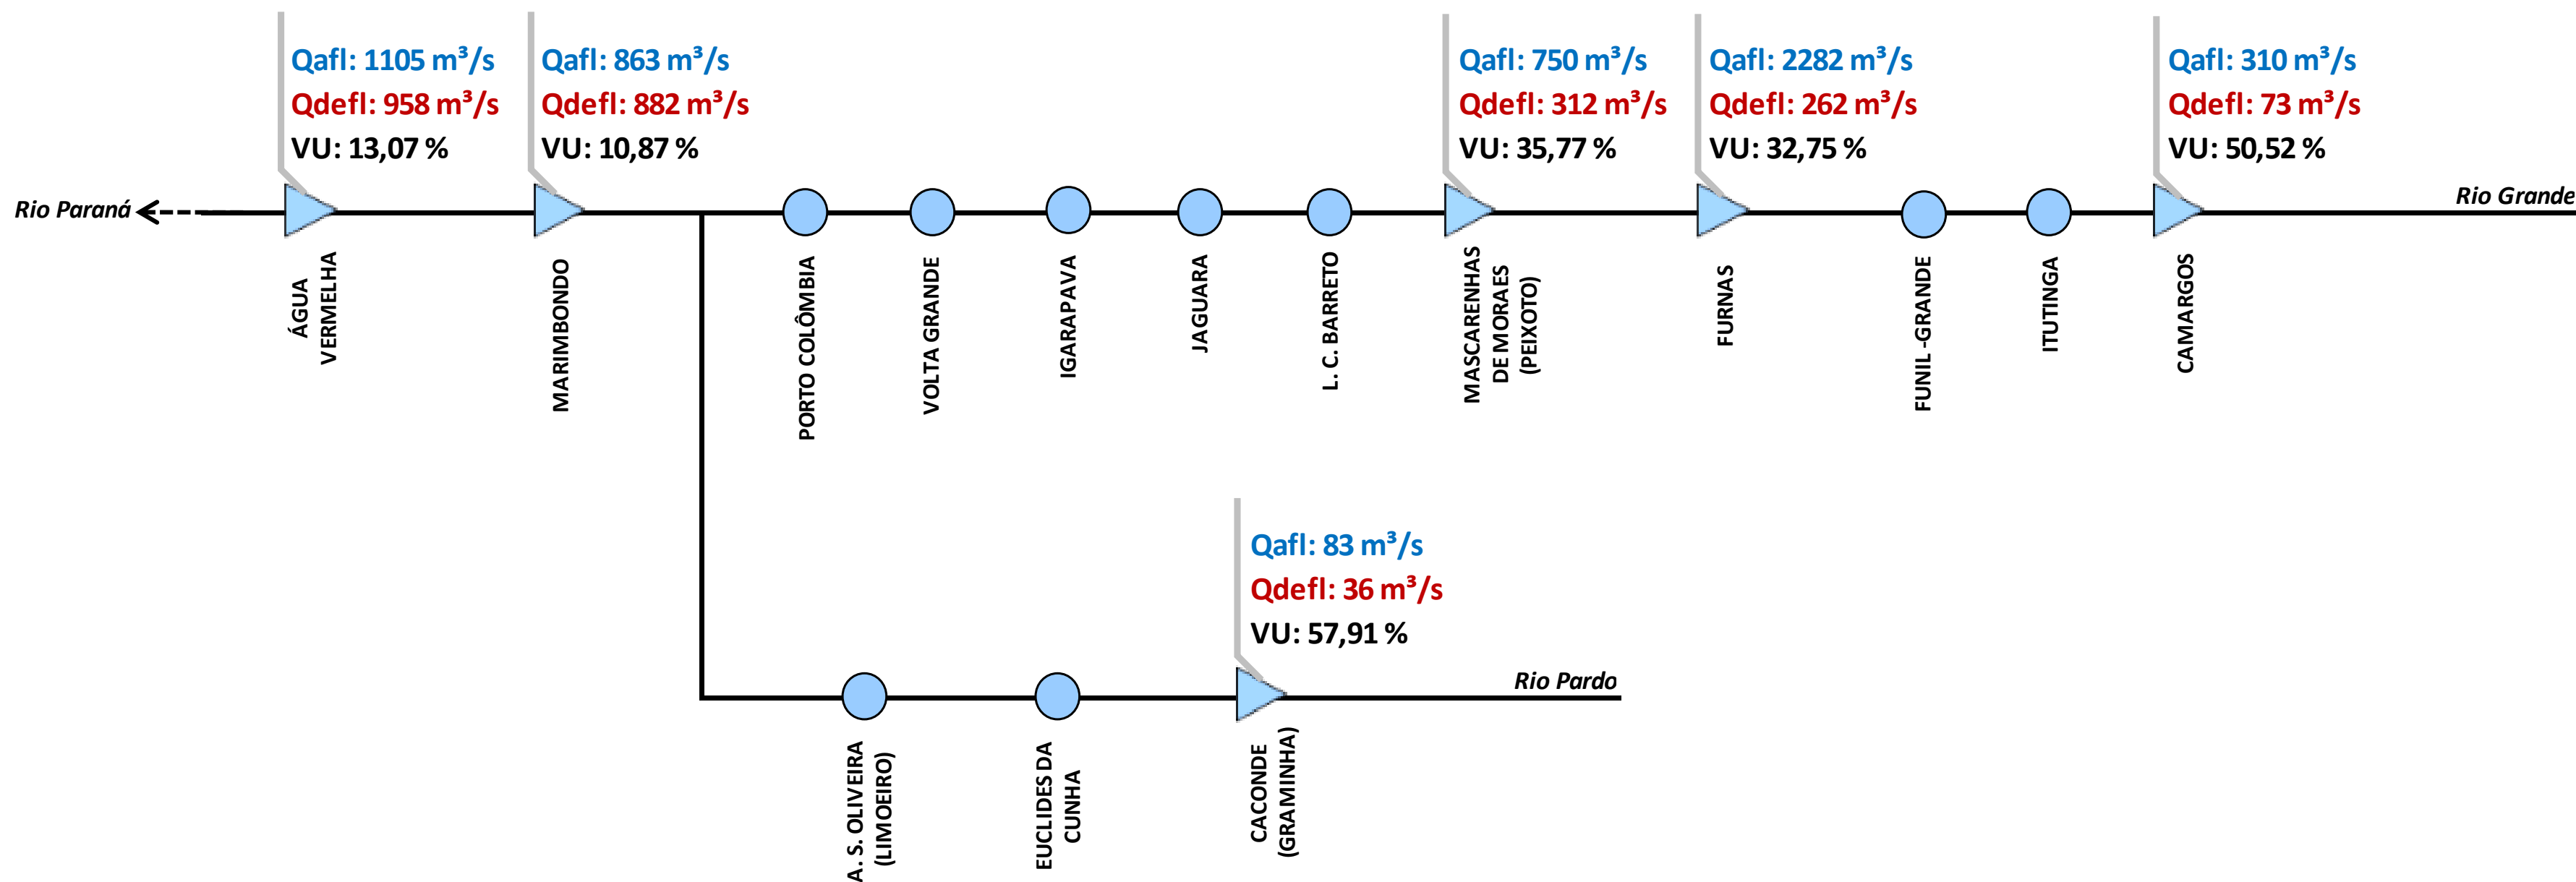 Qafl: 1105 m³/s
Qdefl: 958 m³/s
VU: 13,07 %
Qafl: 863 m³/s
Qdefl: 882 m³/s
VU: 10,87 %
Qafl: 750 m³/s
Qdefl: 312 m³/s
VU: 35,77 %
Qafl: 2282 m³/s
Qdefl: 262 m³/s
VU: 32,75 %
Qafl: 310 m³/s
Qdefl: 73 m³/s
VU: 50,52 %
Rio Paraná
Rio Grande
ÁGUA
VERMELHA
MARIMBONDO
PORTO COLÔMBIA
VOLTA GRANDE
IGARAPAVA
JAGUARA
L. C. BARRETO
MASCARENHAS
DE MORAES
(PEIXOTO)
FURNAS
FUNIL -GRANDE
ITUTINGA
CAMARGOS
Qafl: 83 m³/s
Qdefl: 36 m³/s
VU: 57,91 %
Rio Pardo
A. S. OLIVEIRA
(LIMOEIRO)
EUCLIDES DA
CUNHA
CACONDE
(GRAMINHA)